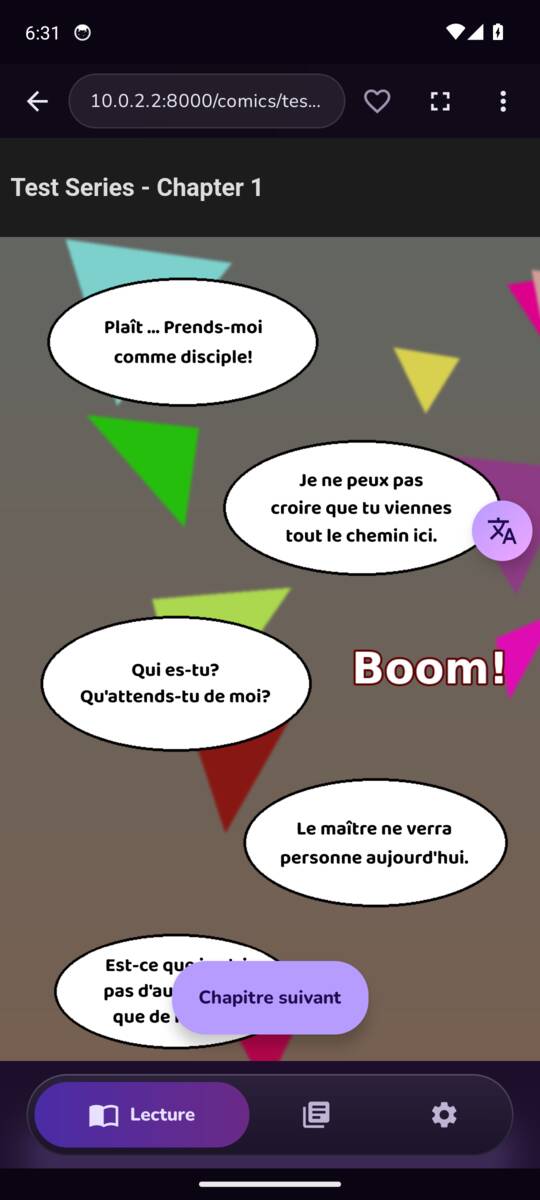 6:31
10.0.2.2:8000/comics/tes...
Test Series - Chapter 1
Plaît ... Prends-moi
comme disciple!
Je ne peux pas
croire que tu viennes
tout le chemin ici.
Qui es-tu?
Qu'attends-tu de moi?
Boom!
Le maître ne verra
personne aujourd'hui.
Est-ce que
pas
que de
Chapitre suivant
Lecture